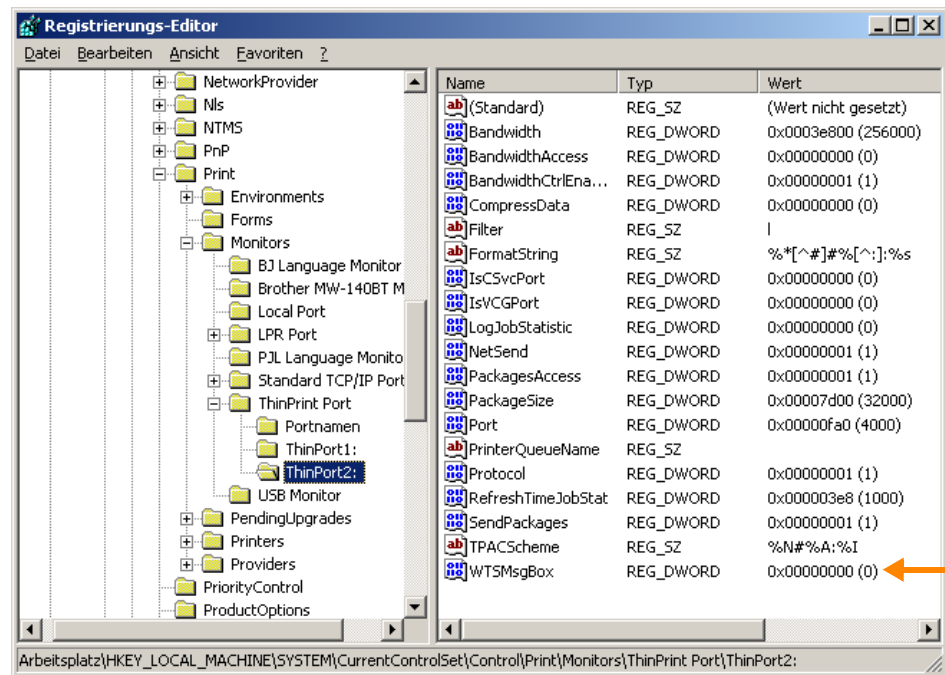 Registrierungs-Editor
Datei Bearbeiten Ansicht Favoriten ?
NetworkProvider
Nls
NTMS
PnP
Print
Environments
Forms
Monitors
BJ Language Monitor
Brother MW-140BT M
Local Port
LPR Port
PJL Language Monito
Standard TCP/IP Port
ThinPrint Port
Portnamen
ThinPort1:
ThinPort2:
USB Monitor
PendingUpgrades
Printers
Providers
PriorityControl
ProductOptions
Name Typ Wert
(Standard) REG_SZ (Wert nicht gesetzt)
Bandwidth REG_DWORD 0x0003e800 (256000)
BandwidthAccess REG_DWORD 0x00000000 (0)
BandwidthCtrlEna... REG_DWORD 0x00000001 (1)
CompressData REG_DWORD 0x00000000 (0)
Filter REG_SZ |
FormatString REG_SZ %*[^#]#%[^:]:%s
IsCSvcPort REG_DWORD 0x00000000 (0)
IsVCGPort REG_DWORD 0x00000000 (0)
LogJobStatistic REG_DWORD 0x00000000 (0)
NetSend REG_DWORD 0x00000001 (1)
PackagesAccess REG_DWORD 0x00000001 (1)
PackageSize REG_DWORD 0x00007d00 (32000)
Port REG_DWORD 0x00000fa0 (4000)
PrinterQueueName REG_SZ
Protocol REG_DWORD 0x00000001 (1)
RefreshTimeJobStat REG_DWORD 0x000003e8 (1000)
SendPackages REG_DWORD 0x00000001 (1)
TPACScheme REG_SZ %N#%A:%I
WTSMsgBox REG_DWORD 0x00000000 (0)
Arbeitsplatz\HKEY_LOCAL_MACHINE\SYSTEM\CurrentControlSet\Control\Print\Monitors\ThinPrint Port\ThinPort2: